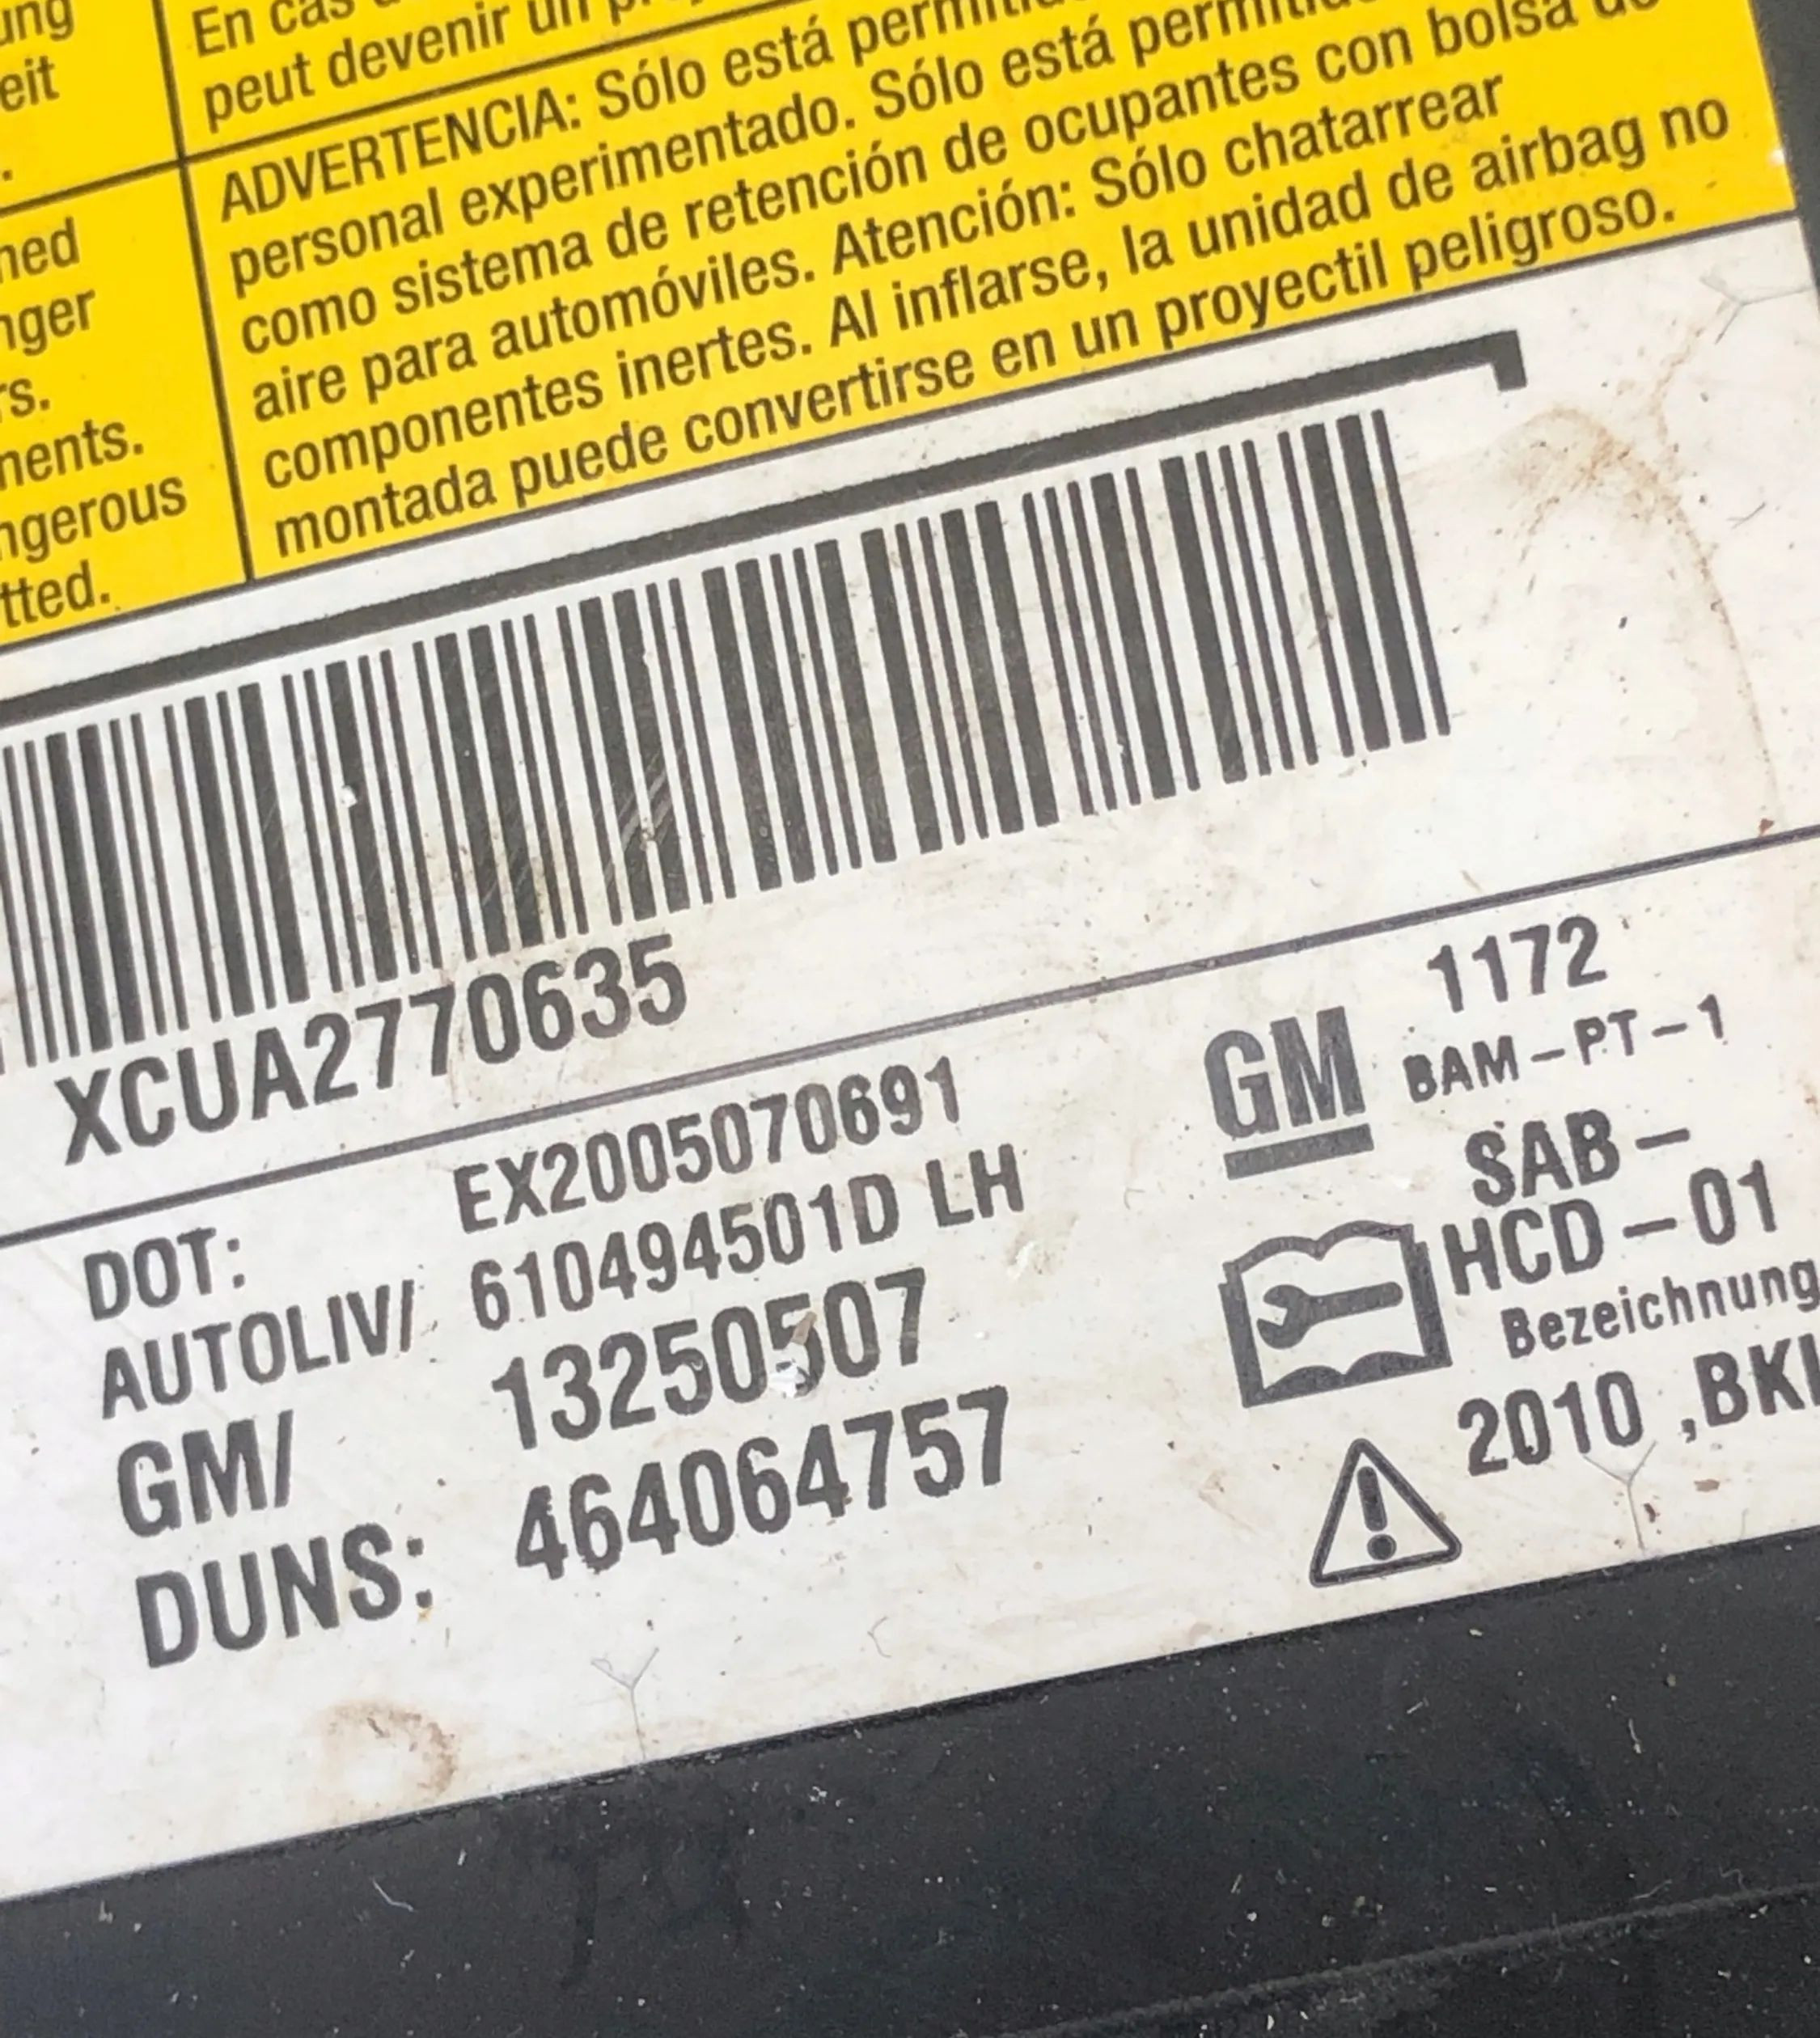 ung
eit
.
En cas
peut devenir un
ned
nger
rs.
nents.
ngerous
tted.
ADVERTENCIA: Sólo está
personal experimentado. Sólo está
como sistema de retención de ocupantes con bolsa de
aire para automóviles. Atención: Sólo chatarrear
componentes inertes. Al inflarse, la unidad de airbag no
montada puede convertirse en un proyectil peligroso.
XCUA2770635
DOT: EX2005070691
AUTOLIV/ 610494501D LH
GM/ 13250507
DUNS: 464064757
GM
1172
BAM-PT-1
SAB-
HCD-01
Bezeichnung
2010 ,BK